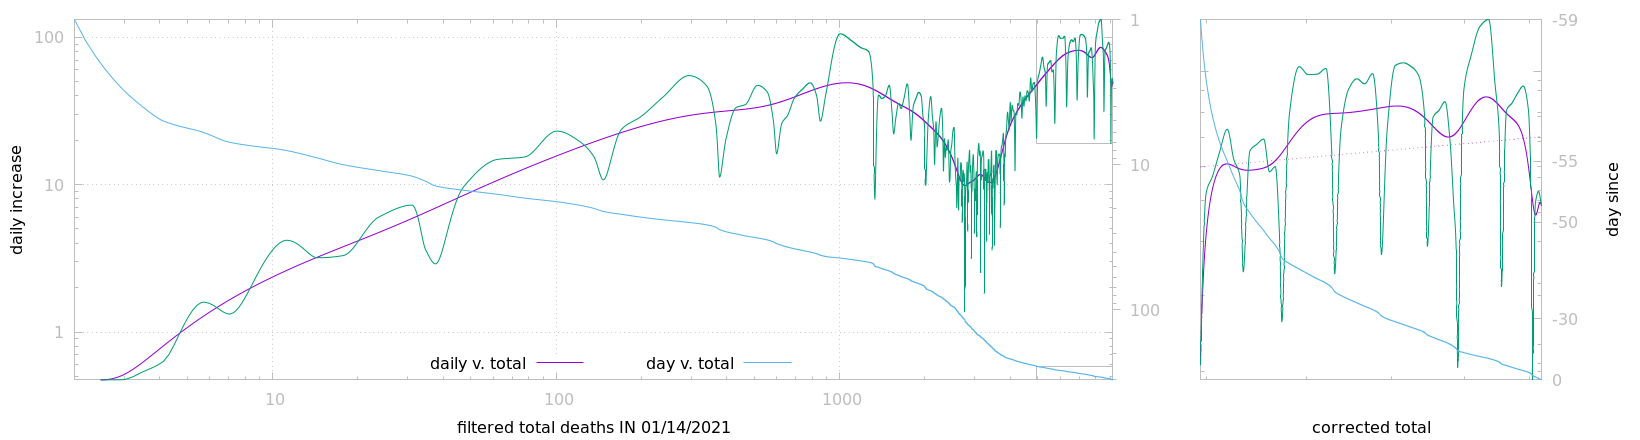 100
10
1
daily increase
10
100
1000
filtered total deaths IN 01/14/2021
daily v. total
day v. total
1
10
100
-59
-55
-50
-30
0
day since
corrected total